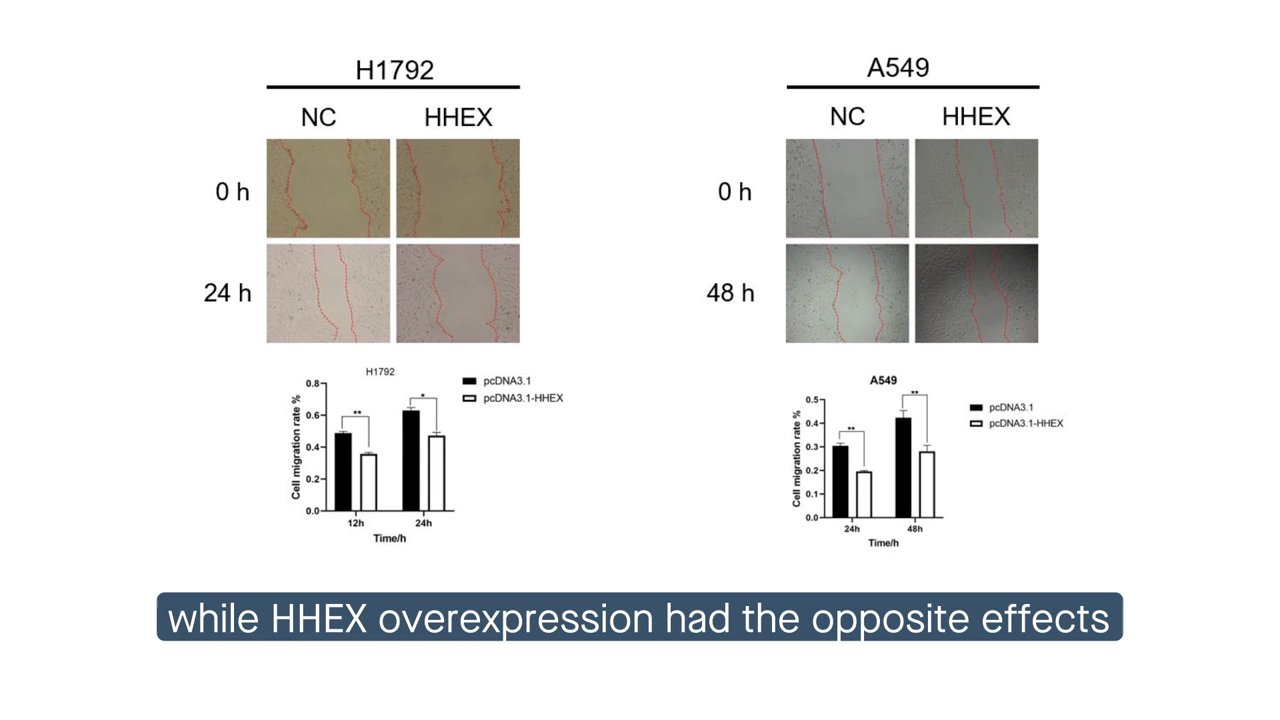 H1792
NC HHEX
0 h
24 h
H1792
Cell migration rate %
0.8
0.6
0.4
0.2
0.0
**
*
12h 24h
Time/h
pcDNA3.1
pcDNA3.1-HHEX
A549
NC HHEX
0 h
48 h
A549
Cell migration rate %
0.5
0.4
0.3
0.2
0.1
0.0
**
**
24h 48h
Time/h
pcDNA3.1
pcDNA3.1-HHEX
while HHEX overexpression had the opposite effects